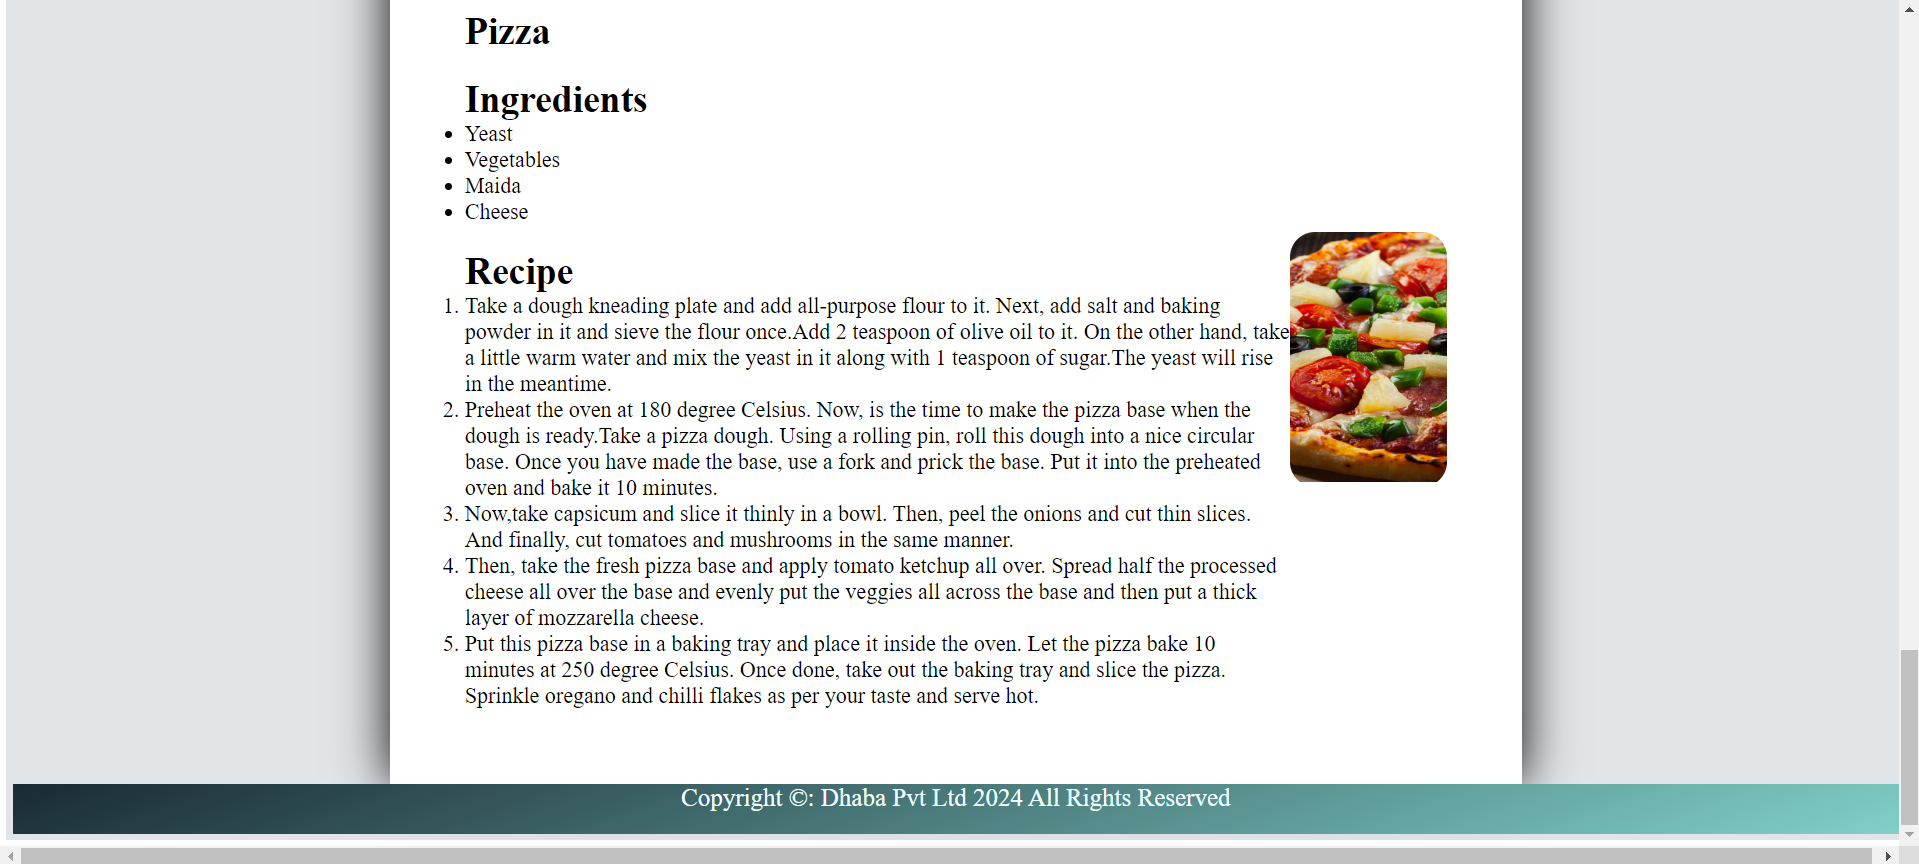 Pizza
Ingredients
• Yeast
• Vegetables
• Maida
• Cheese
Recipe
1. Take a dough kneading plate and add all-purpose flour to it. Next, add salt and baking
powder in it and sieve the flour once.Add 2 teaspoon of olive oil to it. On the other hand, take
a little warm water and mix the yeast in it along with 1 teaspoon of sugar.The yeast will rise
in the meantime.
2. Preheat the oven at 180 degree Celsius. Now, is the time to make the pizza base when the
dough is ready.Take a pizza dough. Using a rolling pin, roll this dough into a nice circular
base. Once you have made the base, use a fork and prick the base. Put it into the preheated
oven and bake it 10 minutes.
3. Now,take capsicum and slice it thinly in a bowl. Then, peel the onions and cut thin slices.
And finally, cut tomatoes and mushrooms in the same manner.
4. Then, take the fresh pizza base and apply tomato ketchup all over. Spread half the processed
cheese all over the base and evenly put the veggies all across the base and then put a thick
layer of mozzarella cheese.
5. Put this pizza base in a baking tray and place it inside the oven. Let the pizza bake 10
minutes at 250 degree Celsius. Once done, take out the baking tray and slice the pizza.
Sprinkle oregano and chilli flakes as per your taste and serve hot.
Copyright ©: Dhaba Pvt Ltd 2024 All Rights Reserved